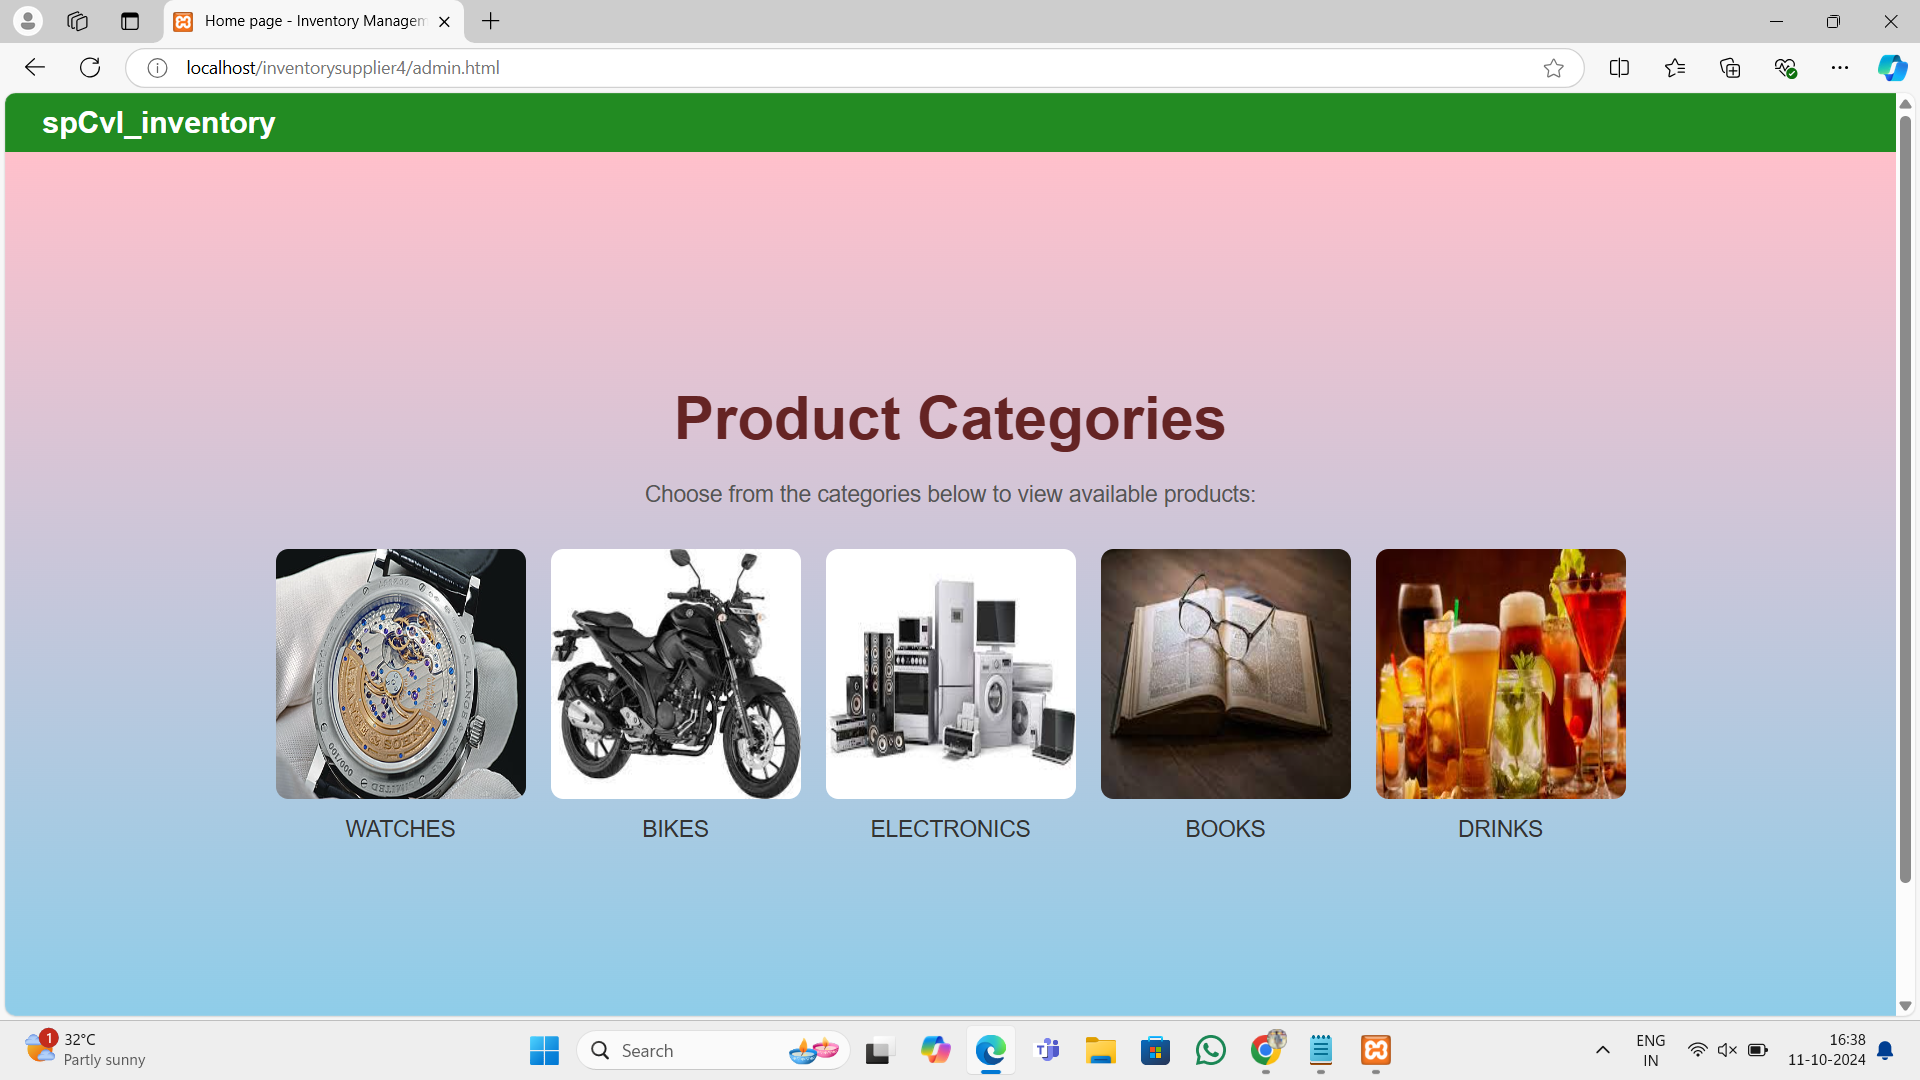 Home page - Inventory Managem
localhost/inventorysupplier4/admin.html
spCvl_inventory
Product Categories
Choose from the categories below to view available products:
WATCHES
BIKES
ELECTRONICS
BOOKS
DRINKS
1
32°C
Partly sunny
Search
ENG
IN
16:38
11-10-2024